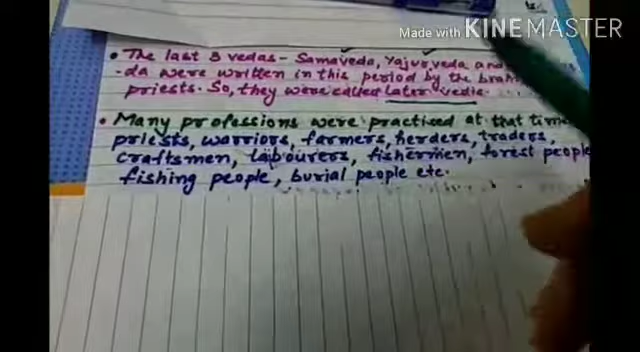 Made with KINEMASTER
• The last 3 vedas - Samaveda, Yajurveda and
-da were written in this period by the
priests. So, they were called later vedic.
• Many professions were practised at that
priests, warriors, farmers, herders, traders,
craftsmen, labourers, fishermen, forest people
fishing people, burial people etc.